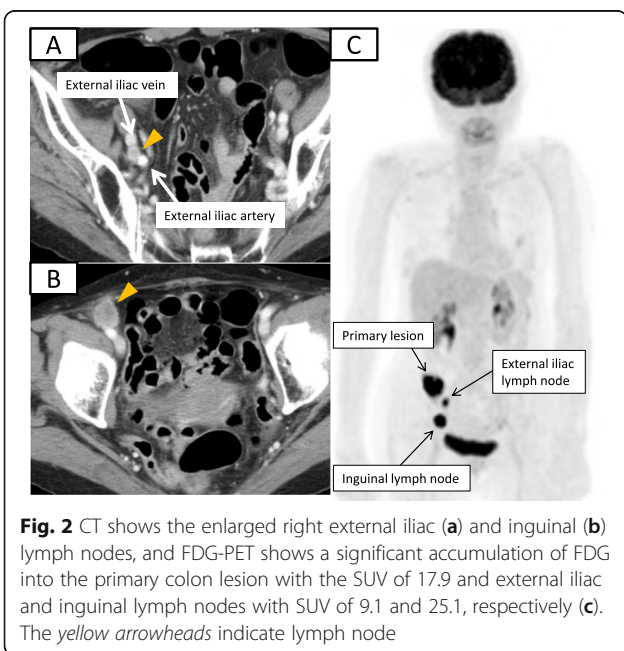 A
External iliac vein
External iliac artery
B
C
Primary lesion
External iliac
lymph node
Inguinal lymph node
Fig. 2 CT shows the enlarged right external iliac (a) and inguinal (b)
lymph nodes, and FDG-PET shows a significant accumulation of FDG
into the primary colon lesion with the SUV of 17.9 and external iliac
and inguinal lymph nodes with SUV of 9.1 and 25.1, respectively (c).
The yellow arrowheads indicate lymph node